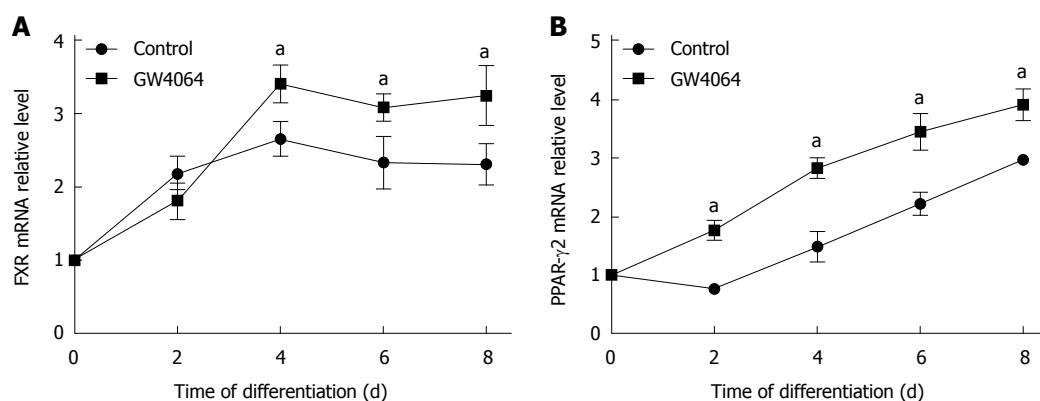 A
Control
GW4064
FXR mRNA relative level
4
3
2
1
0
a
a
a
0 2 4 6 8
Time of differentiation (d)
B
Control
GW4064
PPAR-γ2 mRNA relative level
5
4
3
2
1
0
a
a
a
a
0 2 4 6 8
Time of differentiation (d)